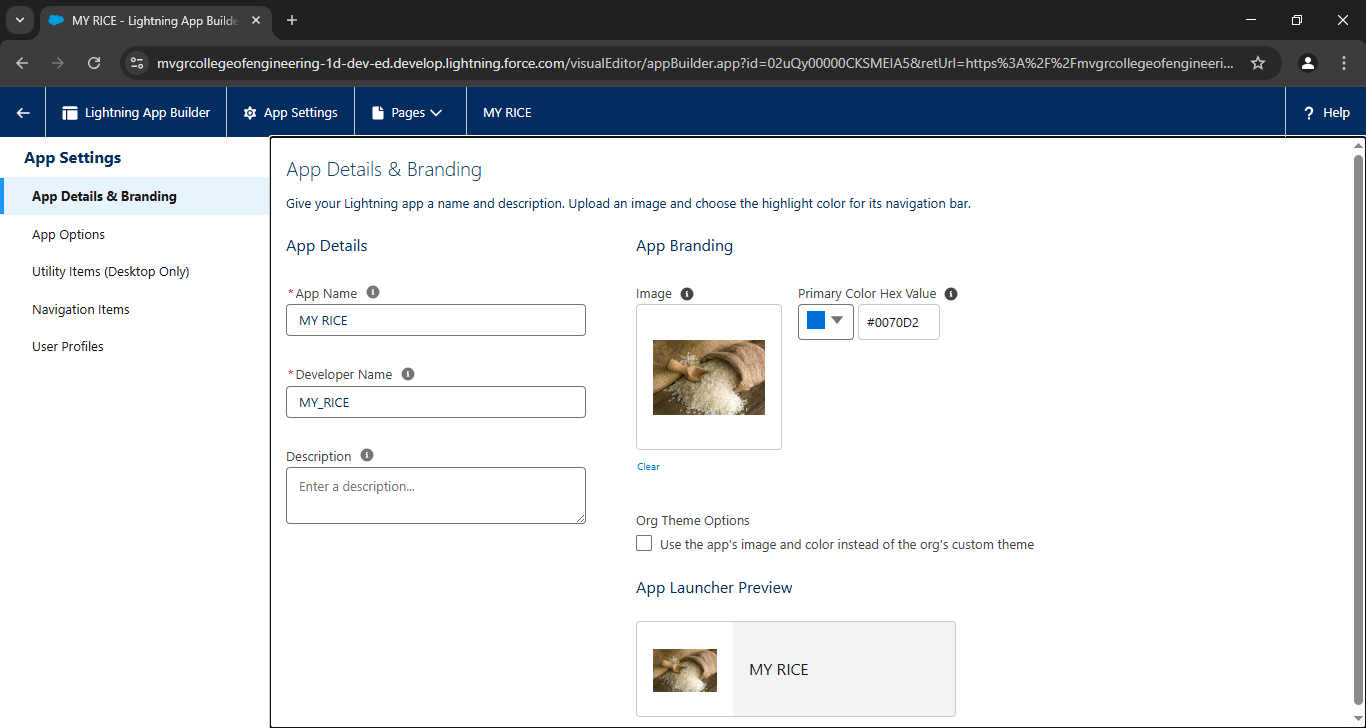 MY RICE - Lightning App Builde
mvgrcollegeofengineering-1d-dev-ed.develop.lightning.force.com/visualEditor/appBuilder.app?id=02uQy00000CKSMEIA5&retUrl=https%3A%2F%2Fmvgrcollegeofengineeri...
Lightning App Builder
App Settings
Pages
MY RICE
? Help
App Settings
App Details & Branding
App Options
Utility Items (Desktop Only)
Navigation Items
User Profiles
App Details & Branding
Give your Lightning app a name and description. Upload an image and choose the highlight color for its navigation bar.
App Details
*App Name
MY RICE
*Developer Name
MY_RICE
Description
Enter a description...
App Branding
Image
Clear
Primary Color Hex Value
#0070D2
Org Theme Options
Use the app's image and color instead of the org's custom theme
App Launcher Preview
MY RICE